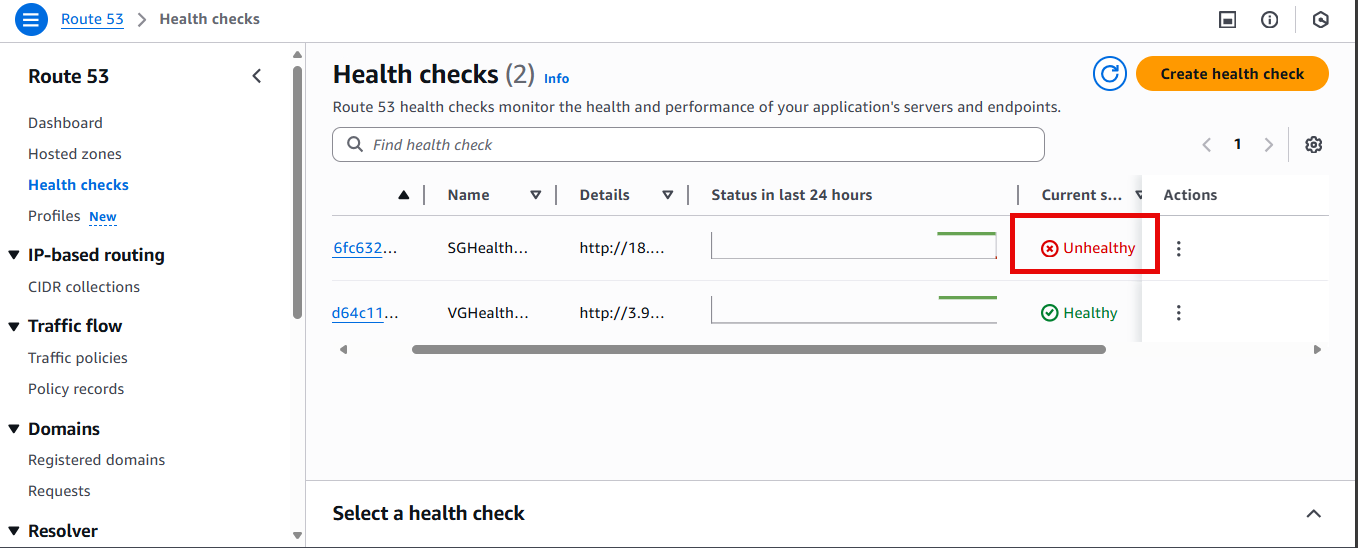 Route 53 > Health checks
Route 53
Dashboard
Hosted zones
Health checks
Profiles New
IP-based routing
CIDR collections
Traffic flow
Traffic policies
Policy records
Domains
Registered domains
Requests
Resolver
Health checks (2) Info
Create health check
Route 53 health checks monitor the health and performance of your application's servers and endpoints.
Find health check
1
Name Details Status in last 24 hours Current s... Actions
6fc632... SGHealth... http://18.... Unhealthy
d64c11... VGHealth... http://3.9... Healthy
Select a health check